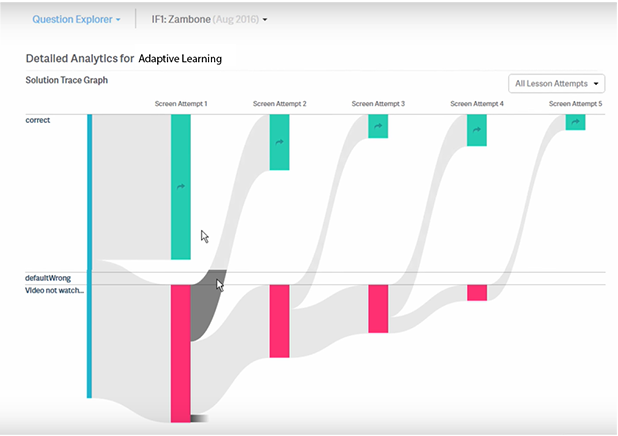 Question Explorer IF1: Zambone (Aug 2016)
Detailed Analytics for Adaptive Learning
Solution Trace Graph
All Lesson Attempts
Screen Attempt 1 Screen Attempt 2 Screen Attempt 3 Screen Attempt 4 Screen Attempt 5
correct
defaultWrong
Video not watch...